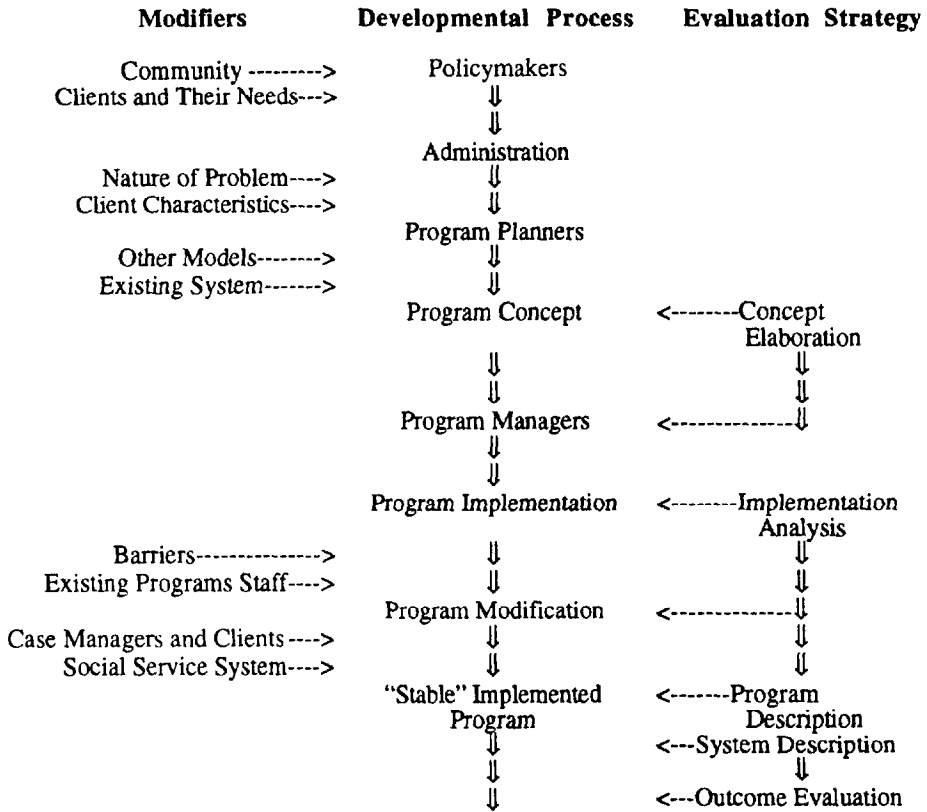 Modifiers Developmental Process Evaluation Strategy
Community ---------> Policymakers
Clients and Their Needs---> ⇓
⇓
Administration
Nature of Problem----> ⇓
Client Characteristics----> ⇓
Program Planners
Other Models--------> ⇓
Existing System-------> ⇓
Program Concept <--------Concept
Elaboration
⇓ ⇓
⇓ ⇓
Program Managers <------------- ⇓
⇓
⇓
Program Implementation <--------Implementation
Analysis
Barriers--------------> ⇓ ⇓
Existing Programs Staff----> ⇓ ⇓
Program Modification <------------- ⇓
Case Managers and Clients ----> ⇓ ⇓
Social Service System----> ⇓ ⇓
“Stable” Implemented <-------Program
Program Description
⇓ <---System Description
⇓ ⇓
⇓ <---Outcome Evaluation